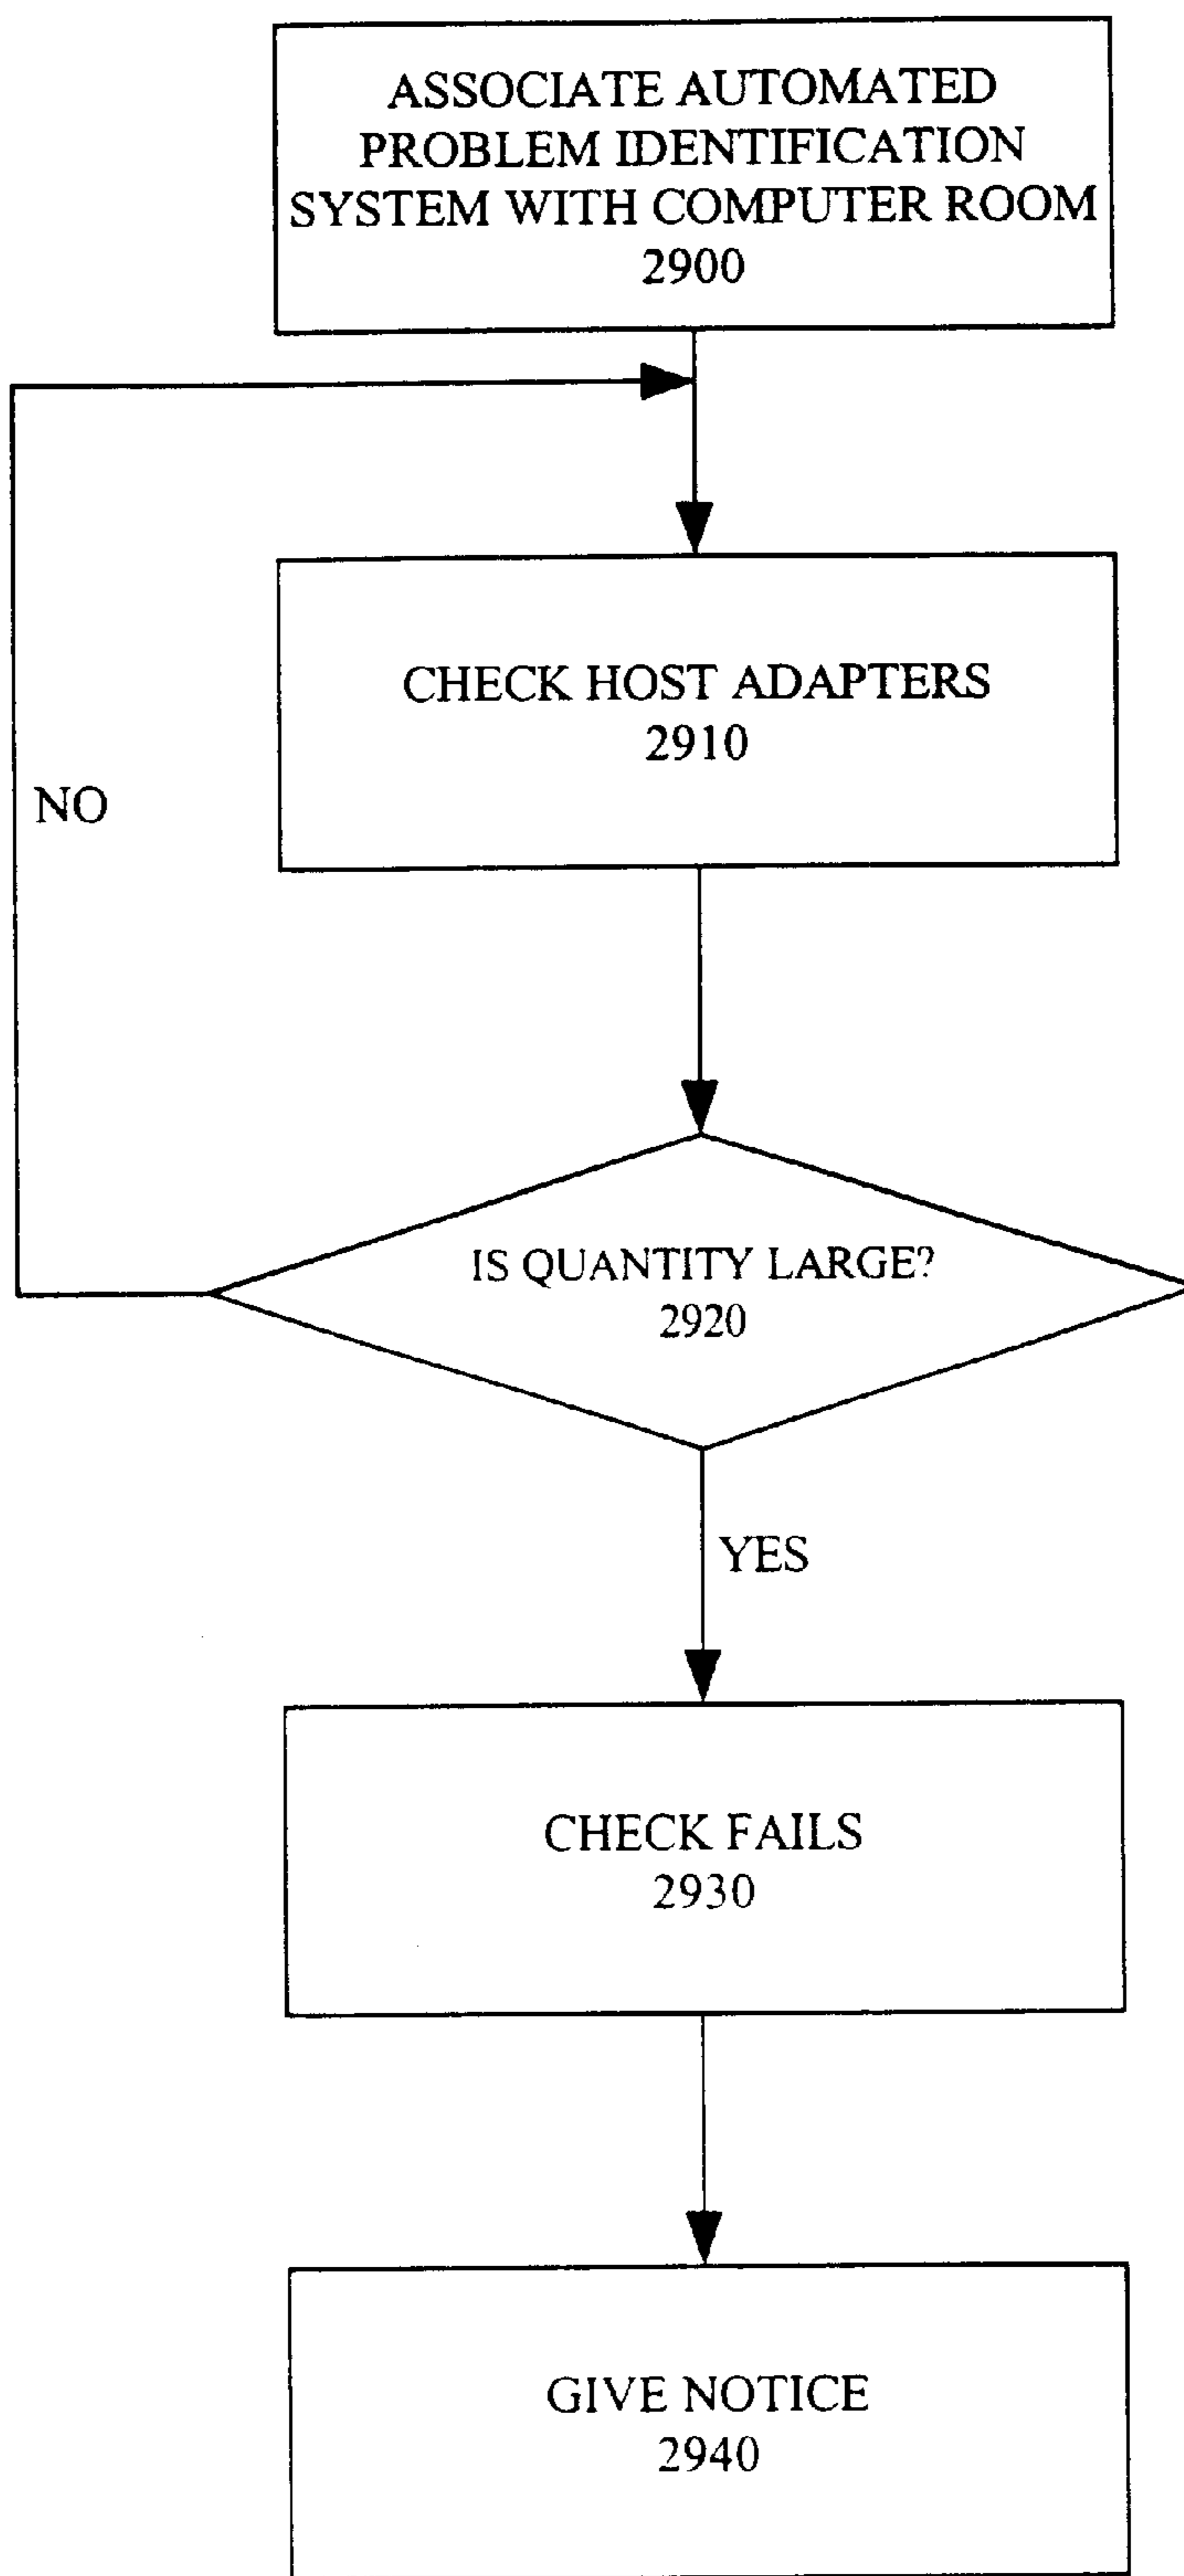 ASSOCIATE AUTOMATED
PROBLEM IDENTIFICATION
SYSTEM WITH COMPUTER ROOM
2900
CHECK HOST ADAPTERS
2910
NO
IS QUANTITY LARGE?
2920
YES
CHECK FAILS
2930
GIVE NOTICE
2940